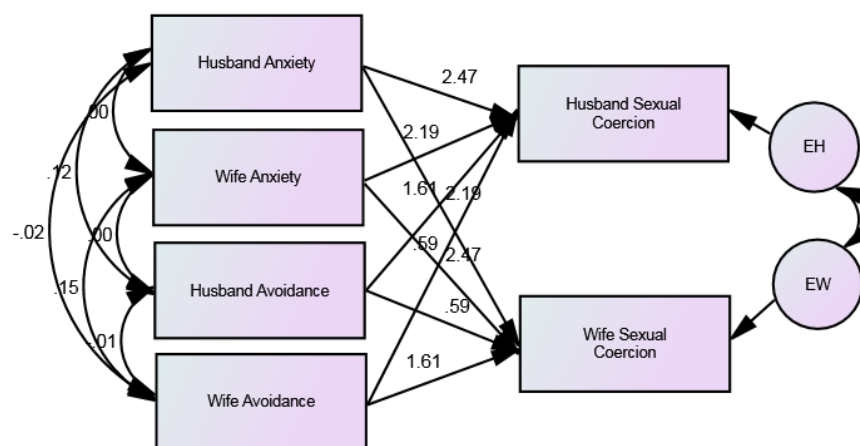 Husband Anxiety
Wife Anxiety
Husband Avoidance
Wife Avoidance
Husband Sexual
Coercion
Wife Sexual
Coercion
EH
EW
.00
.12
-.02
.00
.15
-.01
2.47
2.19
1.61
2.19
.59
2.47
.59
1.61